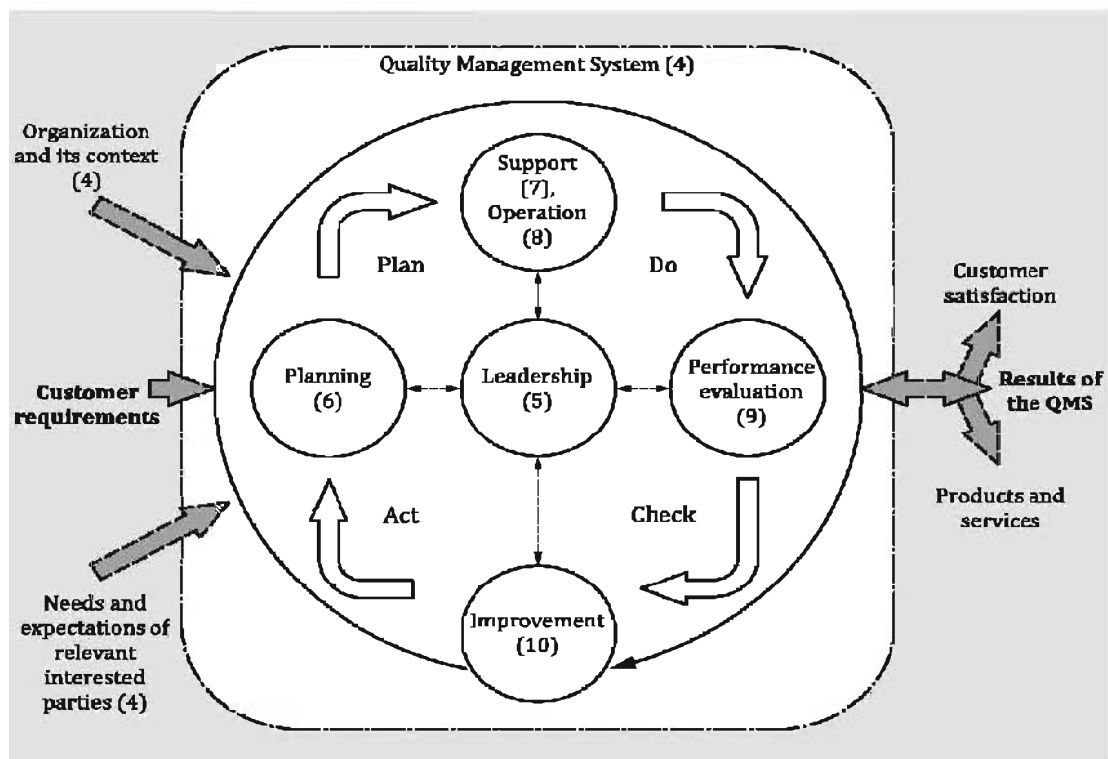 Quality Management System (4)
Organization
and its context
(4)
Support
[7],
Operation
(8)
Plan
Do
Customer
satisfaction
Planning
(6)
Leadership
(5)
Performance
evaluation
(9)
Customer
requirements
Results of
the QMS
Act
Check
Products and
services
Needs and
expectations of
relevant
interested
parties (4)
Improvement
(10)